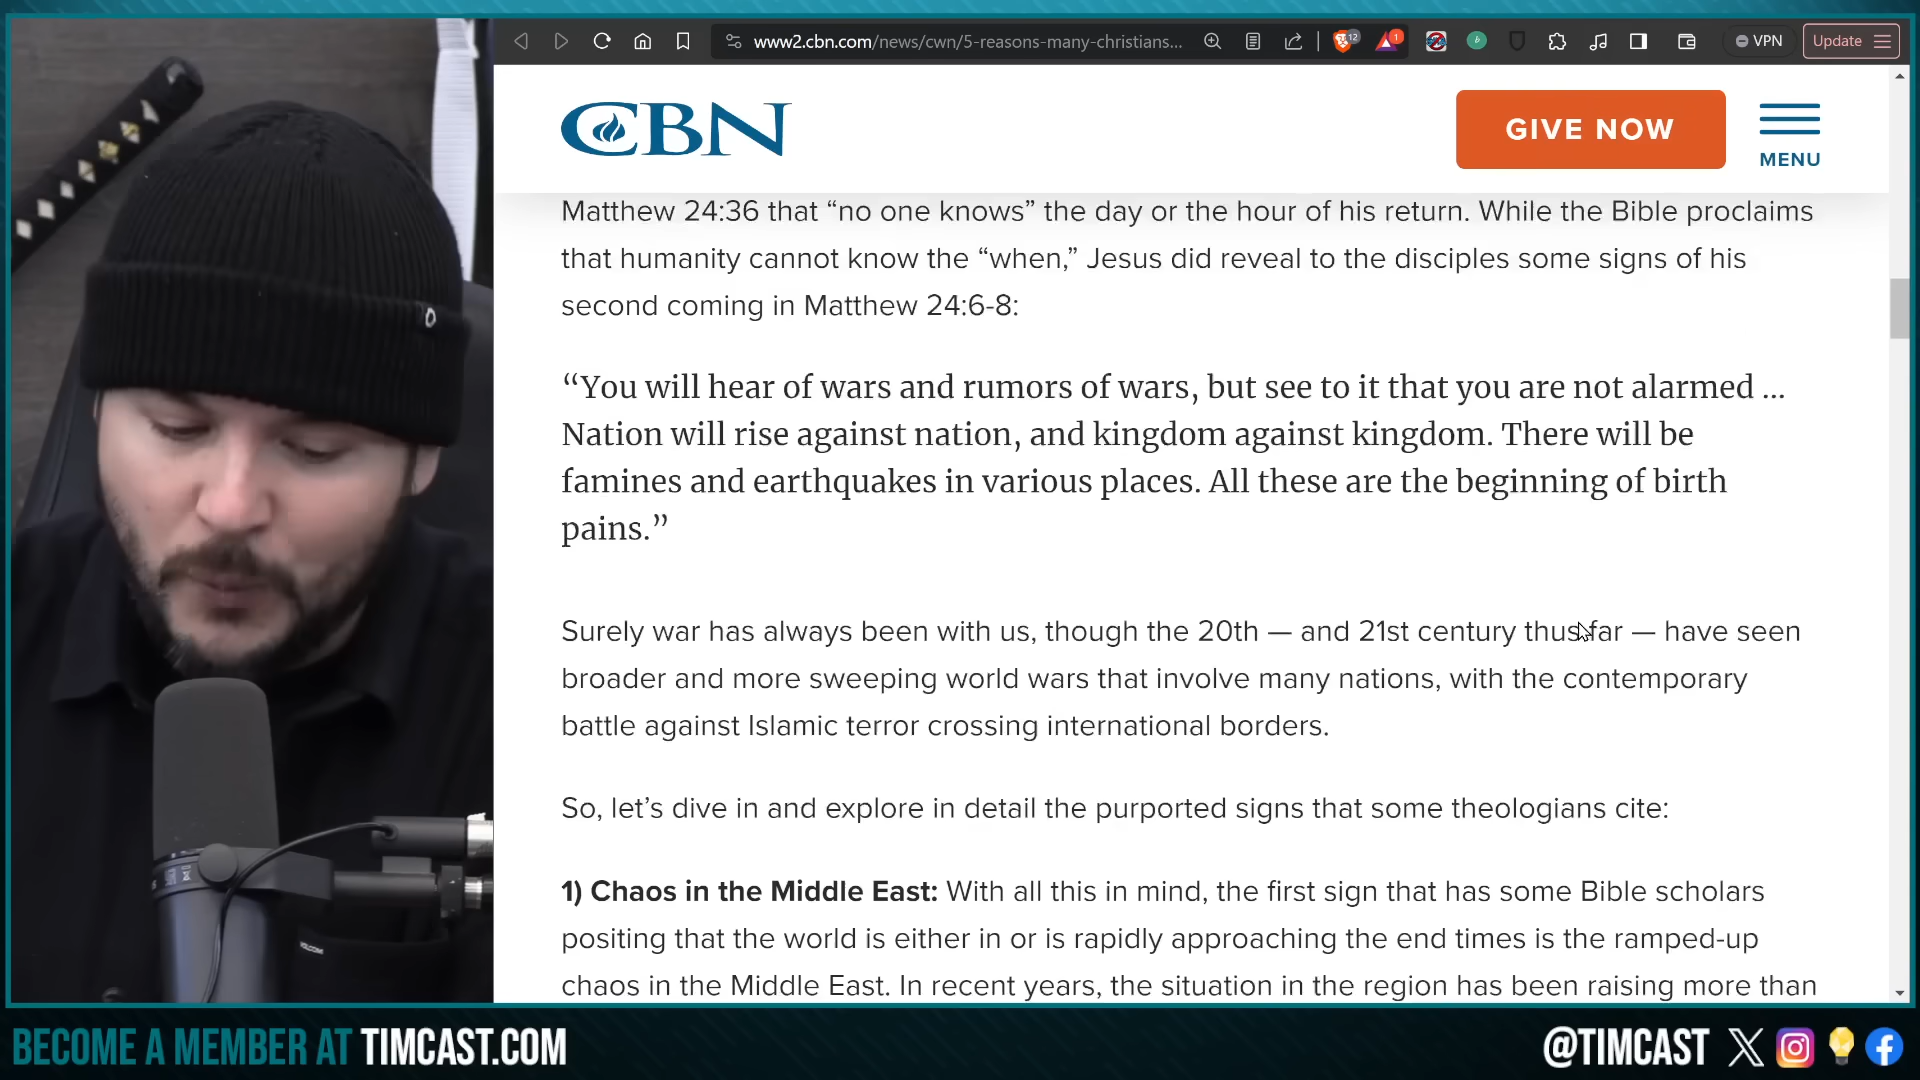 www2.cbn.com/news/cwn/5-reasons-many-christians...
12
1
b
VPN
Update
CBN
GIVE NOW
MENU
Matthew 24:36 that “no one knows” the day or the hour of his return. While the Bible proclaims
that humanity cannot know the “when,” Jesus did reveal to the disciples some signs of his
second coming in Matthew 24:6-8:
“You will hear of wars and rumors of wars, but see to it that you are not alarmed ...
Nation will rise against nation, and kingdom against kingdom. There will be
famines and earthquakes in various places. All these are the beginning of birth
pains.”
Surely war has always been with us, though the 20th — and 21st century thus far — have seen
broader and more sweeping world wars that involve many nations, with the contemporary
battle against Islamic terror crossing international borders.
So, let’s dive in and explore in detail the purported signs that some theologians cite:
1) Chaos in the Middle East: With all this in mind, the first sign that has some Bible scholars
positing that the world is either in or is rapidly approaching the end times is the ramped-up
chaos in the Middle East. In recent years, the situation in the region has been raising more than
VOLCOM
BECOME A MEMBER AT TIMCAST.COM
@TIMCAST